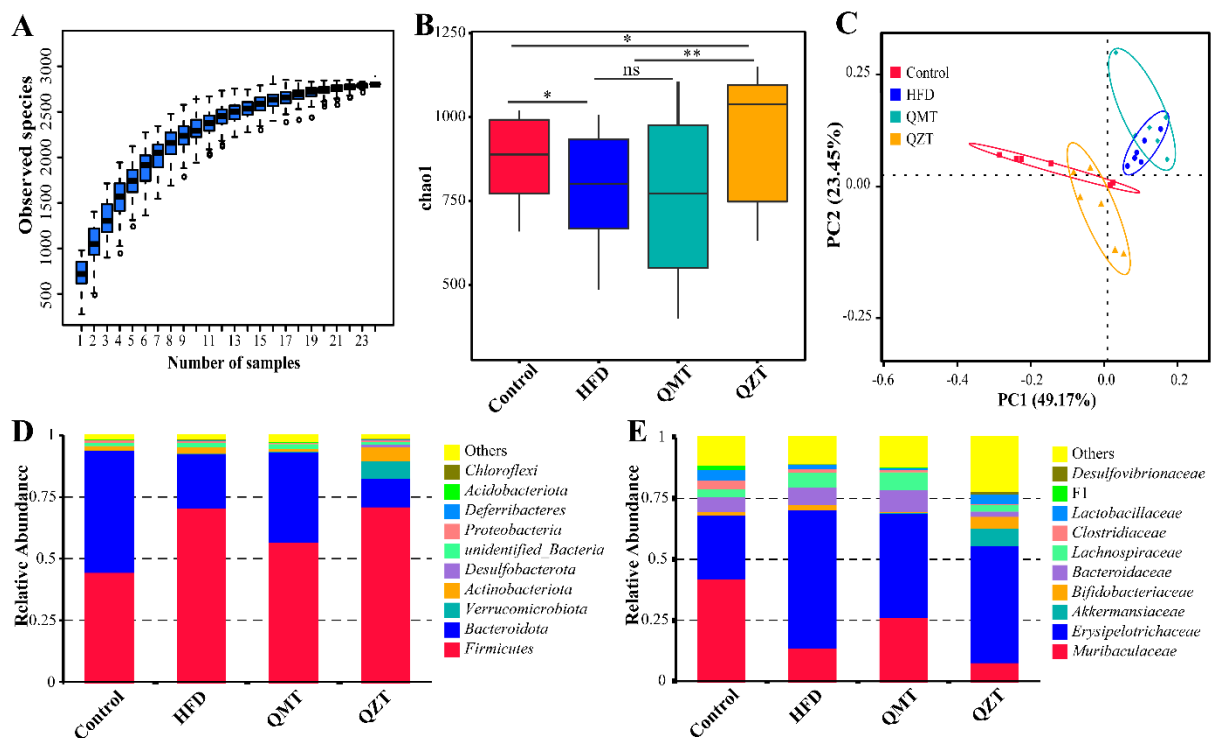 A
Observed species
3000
2500
2000
1500
1000
500
1 2 3 4 5 6 7 8 9 11 13 15 17 19 21 23
Number of samples
B
chao1
1250
1000
750
500
*
**
ns
*
Control
HFD
QMT
QZT
C
Control
HFD
QMT
QZT
PC2 (23.45%)
0.25
0.00
-0.25
-0.6 -0.4 -0.2 0.0 0.2
PC1 (49.17%)
D
Relative Abundance
1
0.75
0.5
0.25
0
Control
HFD
QMT
QZT
Others
Chloroflexi
Acidobacteriota
Deferribacteres
Proteobacteria
unidentified_Bacteria
Desulfobacterota
Actinobacteriota
Verrucomicrobiota
Bacteroidota
Firmicutes
E
Relative Abundance
1
0.75
0.5
0.25
0
Control
HFD
QMT
QZT
Others
Desulfovibrionaceae
F1
Lactobacillaceae
Clostridiaceae
Lachnospiraceae
Bacteroidaceae
Bifidobacteriaceae
Akkermansiaceae
Erysipelotrichaceae
Muribaculaceae